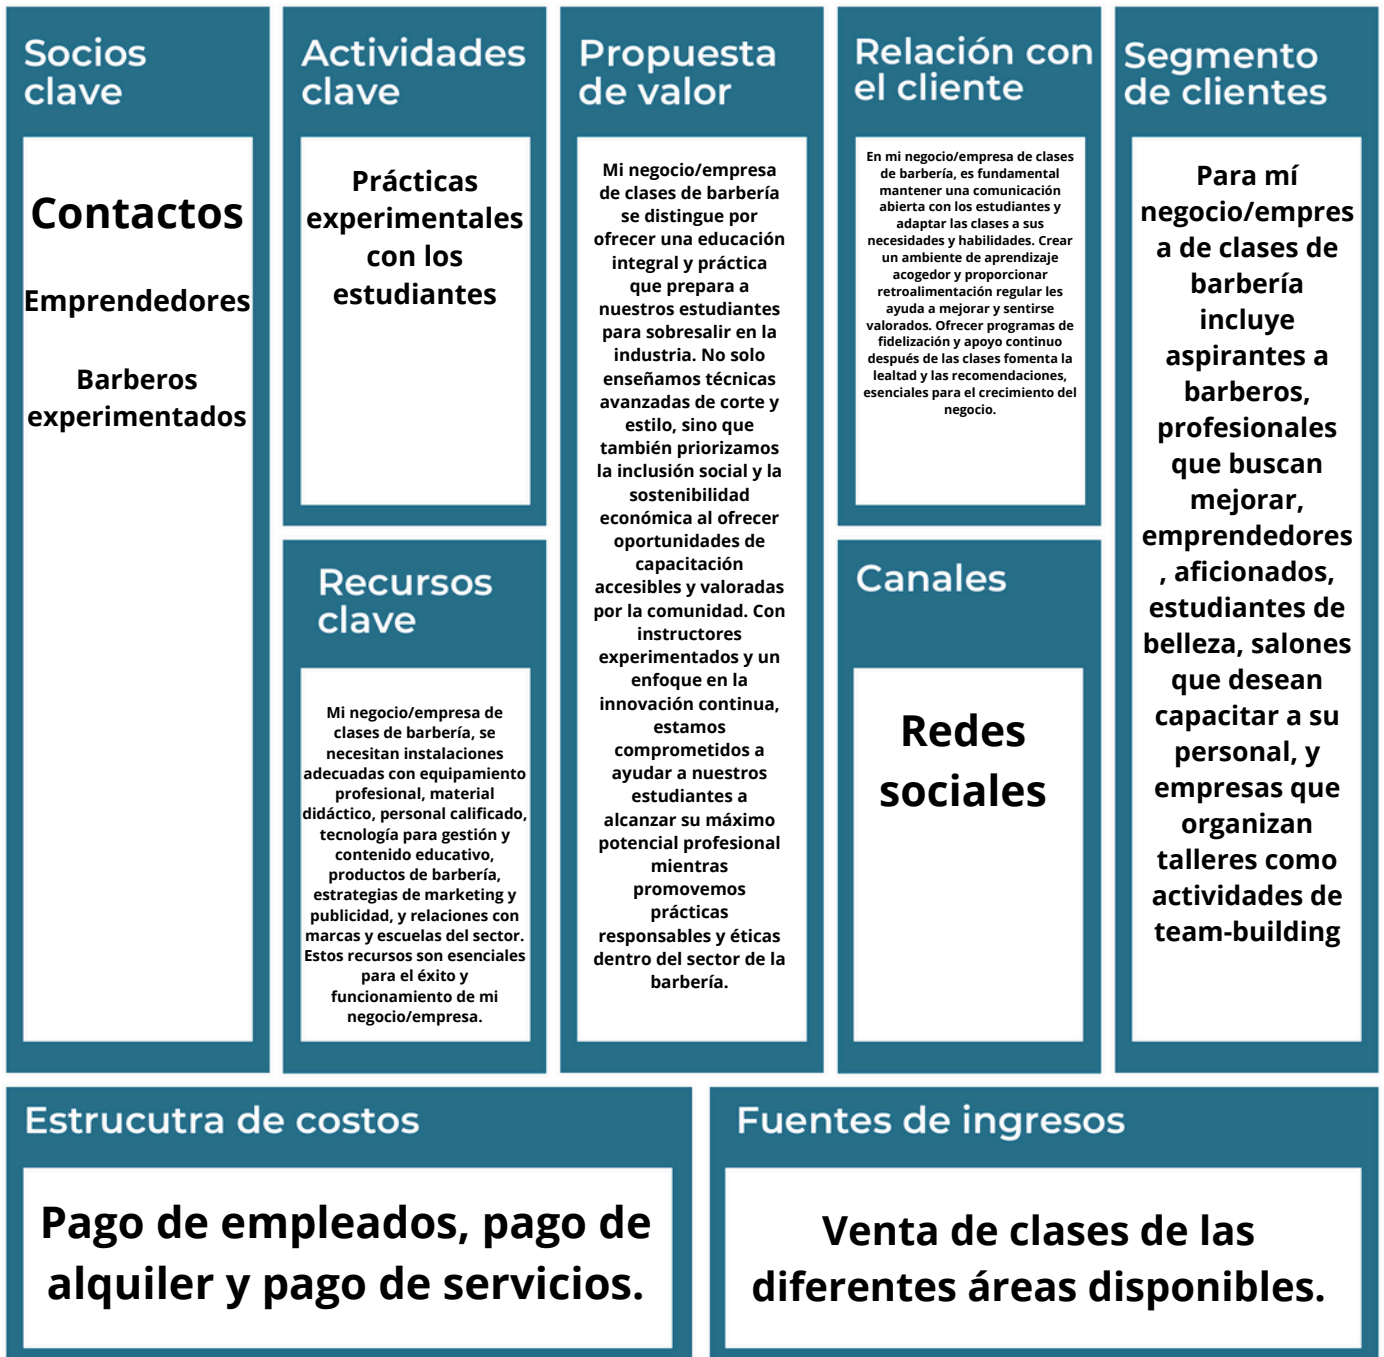 Socios
clave
Contactos
Emprendedores
Barberos
experimentados
Actividades
clave
Prácticas
experimentales
con los
estudiantes
Recursos
clave
Mi negocio/empresa de
clases de barbería, se
necesitan instalaciones
adecuadas con equipamiento
profesional, material
didáctico, personal calificado,
tecnología para gestión y
contenido educativo,
productos de barbería,
estrategias de marketing y
publicidad, y relaciones con
marcas y escuelas del sector.
Estos recursos son esenciales
para el éxito y
funcionamiento de mi
negocio/empresa.
Propuesta
de valor
Mi negocio/empresa
de clases de barbería
se distingue por
ofrecer una educación
integral y práctica
que prepara a
nuestros estudiantes
para sobresalir en la
industria. No solo
enseñamos técnicas
avanzadas de corte y
estilo, sino que
también priorizamos
la inclusión social y la
sostenibilidad
económica al ofrecer
oportunidades de
capacitación
accesibles y valoradas
por la comunidad. Con
instructores
experimentados y un
enfoque en la
innovación continua,
estamos
comprometidos a
ayudar a nuestros
estudiantes a
alcanzar su máximo
potencial profesional
mientras
promovemos
prácticas
responsables y éticas
dentro del sector de la
barbería.
Relación con
el cliente
En mi negocio/empresa de clases
de barbería, es fundamental
mantener una comunicación
abierta con los estudiantes y
adaptar las clases a sus
necesidades y habilidades. Crear
un ambiente de aprendizaje
acogedor y proporcionar
retroalimentación regular les
ayuda a mejorar y sentirse
valorados. Ofrecer programas de
fidelización y apoyo continuo
después de las clases fomenta la
lealtad y las recomendaciones,
esenciales para el crecimiento del
negocio.
Canales
Redes
sociales
Segmento
de clientes
Para mí
negocio/empres
a de clases de
barbería
incluye
aspirantes a
barberos,
profesionales
que buscan
mejorar,
emprendedores
, aficionados,
estudiantes de
belleza, salones
que desean
capacitar a su
personal, y
empresas que
organizan
talleres como
actividades de
team-building
Estrucutra de costos
Pago de empleados, pago de
alquiler y pago de servicios.
Fuentes de ingresos
Venta de clases de las
diferentes áreas disponibles.